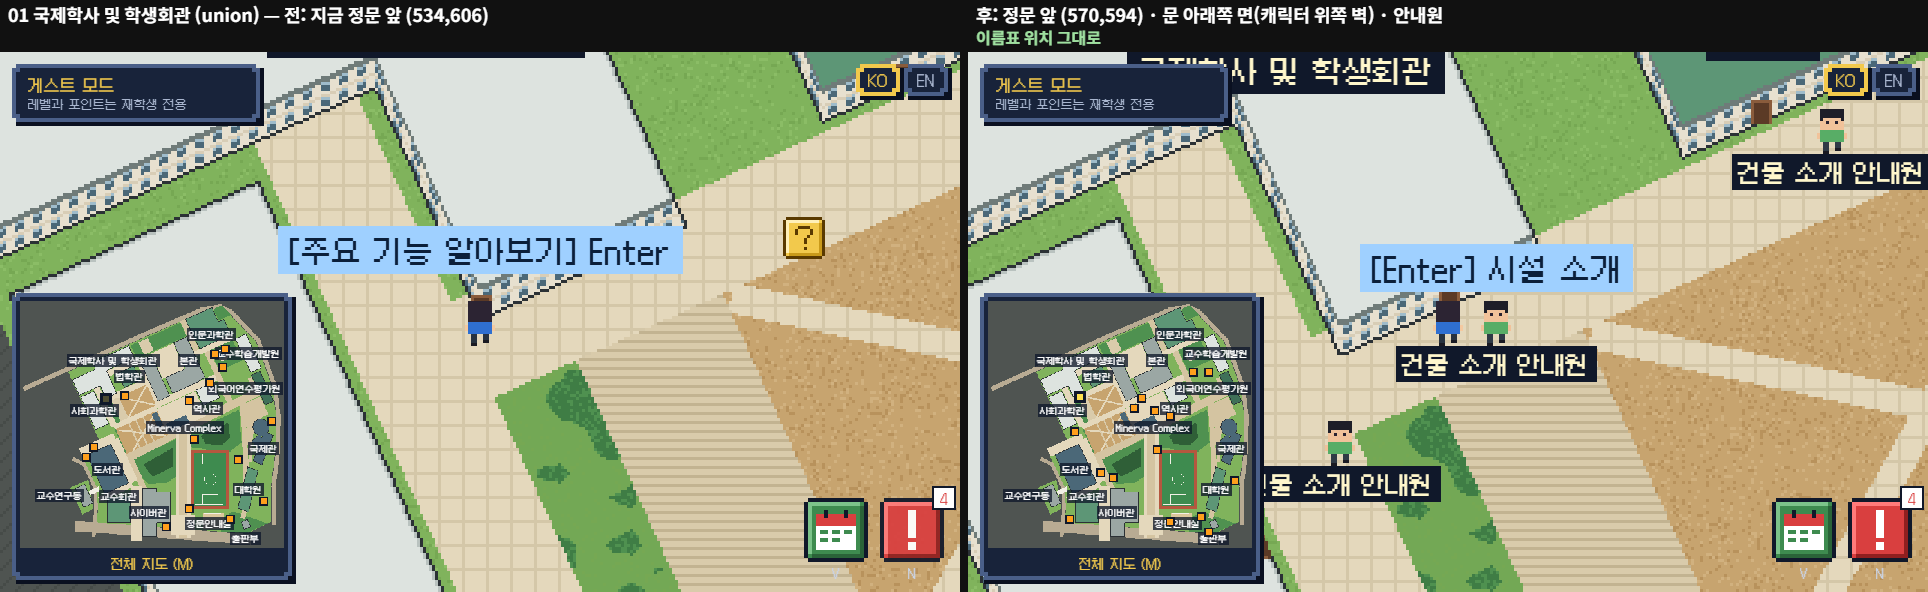 01 국제학사 및 학생회관 (union) — 전: 지금 정문 앞 (534,606)
게스트 모드
레벨과 포인트는 재학생 전용
KO
EN
?
[주요 기능 알아보기] Enter
인문과학관
국제학사 및 학생회관
본관
교수학습개발원
법학관
외국어연수평가원
사회과학관
역사관
Minerva Complex
국제관
도서관
대학원
교수연구동
교수회관
사이버관
정문안내실
출판부
전체 지도 (M)
4
N
후: 정문 앞 (570,594) · 문 아래쪽 면(캐릭터 위쪽 벽) · 안내원
이름표 위치 그대로
및 학생회관
게스트 모드
레벨과 포인트는 재학생 전용
KO
EN
건물 소개 안내원
[Enter] 시설 소개
건물 소개 안내원
소개 안내원
인문과학관
국제학사 및 학생회관
본관
교수학습개발원
법학관
외국어연수평가원
사회과학관
역사관
Minerva Complex
국제관
도서관
대학원
교수연구동
교수회관
사이버관
정문안내실
출판부
전체 지도 (M)
4
V
N